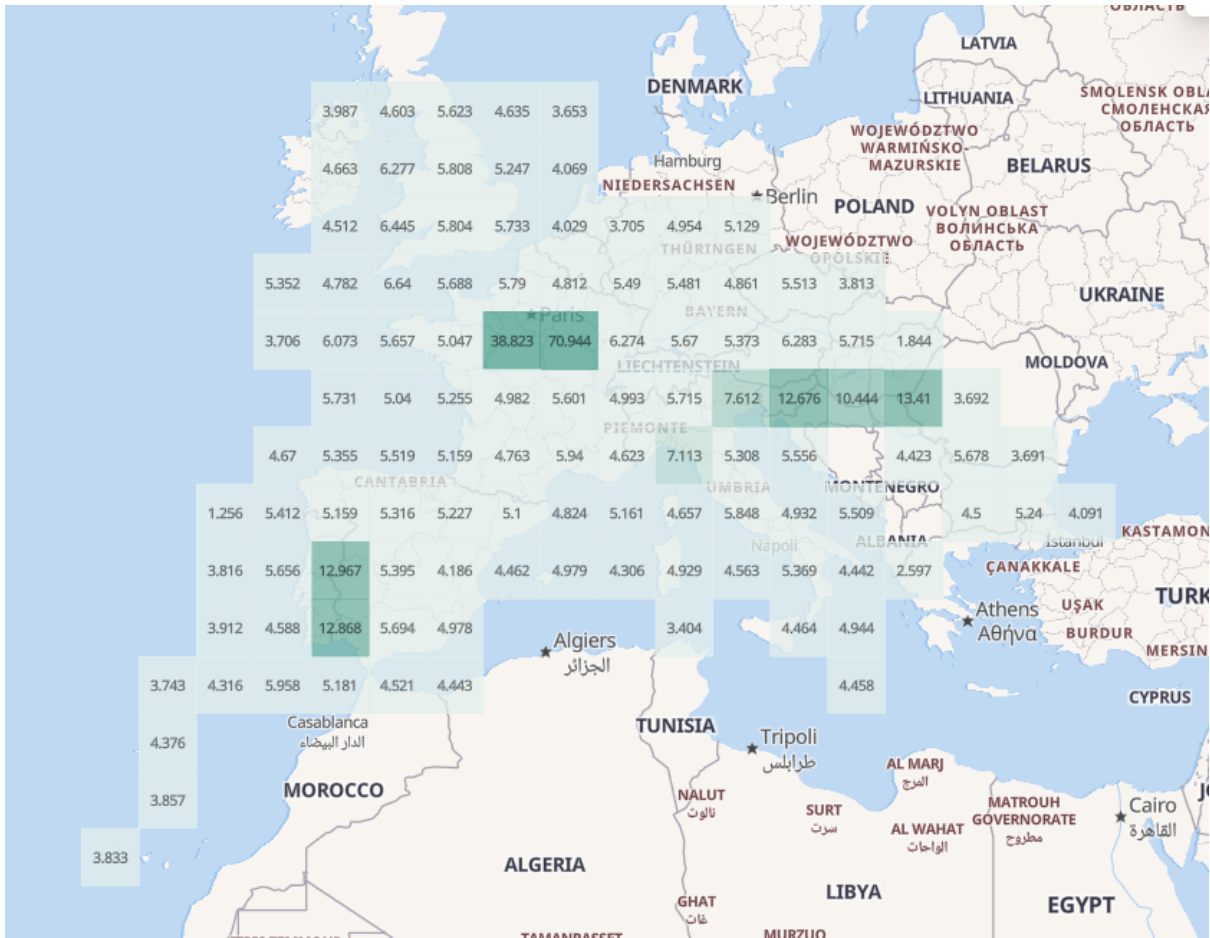 ОБЛАСТЬ
LATVIA
DENMARK
LITHUANIA
SMOLENSK OBLA
СМОЛЕНСКАЯ
ОБЛАСТЬ
3.987 4.603 5.623 4.635 3.653
WOJEWÓDZTWO
WARMIŃSKO-
MAZURSKIE
Hamburg
BELARUS
4.663 6.277 5.808 5.247 4.069
NIEDERSACHSEN
Berlin
POLAND
VOLYN OBLAST
ВОЛИНСЬКА
ОБЛАСТЬ
4.512 6.445 5.804 5.733 4.029 3.705 4.954 5.129
THÜRINGEN
WOJEWÓDZTWO
OPOLSKIE
5.352 4.782 6.64 5.688 5.79 4.812 5.49 5.481 4.861 5.513 3.813
UKRAINE
Paris
BAYERN
3.706 6.073 5.657 5.047 38.823 70.944 6.274 5.67 5.373 6.283 5.715 1.844
LIECHTENSTEIN
MOLDOVA
5.731 5.04 5.255 4.982 5.601 4.993 5.715 7.612 12.676 10.444 13.41 3.692
PIEMONTE
4.67 5.355 5.519 5.159 4.763 5.94 4.623 7.113 5.308 5.556 4.423 5.678 3.691
CANTABRIA
UMBRIA
MONTENEGRO
1.256 5.412 5.159 5.316 5.227 5.1 4.824 5.161 4.657 5.848 4.932 5.509 4.5 5.24 4.091
KASTAMON
Napoli
ALBANIA
İstanbul
3.816 5.656 12.967 5.395 4.186 4.462 4.979 4.306 4.929 4.563 5.369 4.442 2.597
ÇANAKKALE
TURK
Athens
Αθήνα
UŞAK
BURDUR
3.912 4.588 12.868 5.694 4.978 3.404 4.464 4.944
Algiers
الجزائر
MERSIN
3.743 4.316 5.958 5.181 4.521 4.443 4.458
CYPRUS
Casablanca
الدار البيضاء
TUNISIA
Tripoli
طرابلس
4.376
AL MARJ
المرج
MOROCCO
3.857
NALUT
نالوت
SURT
سرت
MATROUH
GOVERNORATE
مطروح
Cairo
القاهرة
JO
AL WAHAT
الواحات
3.833
ALGERIA
LIBYA
EGYPT
GHAT
غات
TAMANRASSET
MURZUQ